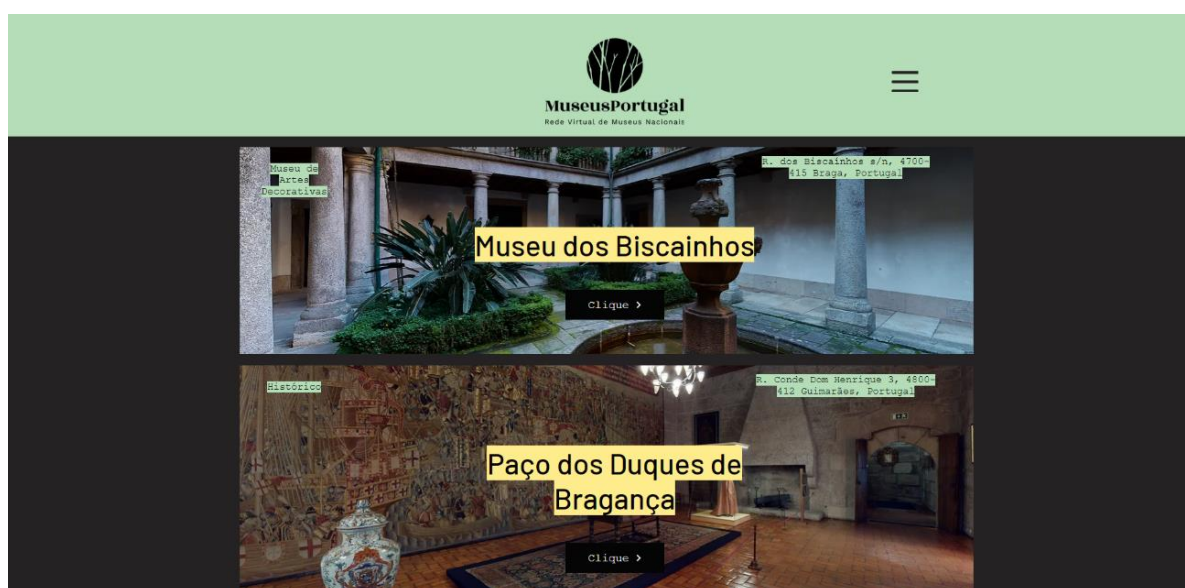 MuseusPortugal
Rede Virtual de Museus Nacionais
Museu de
Artes
Decorativas
R. dos Biscainhos s/n, 4700-
415 Braga, Portugal
Museu dos Biscainhos
Clique >
Histórico
R. Conde Dom Henrique 3, 4800-
412 Guimarães, Portugal
Paço dos Duques de
Bragança
Clique >